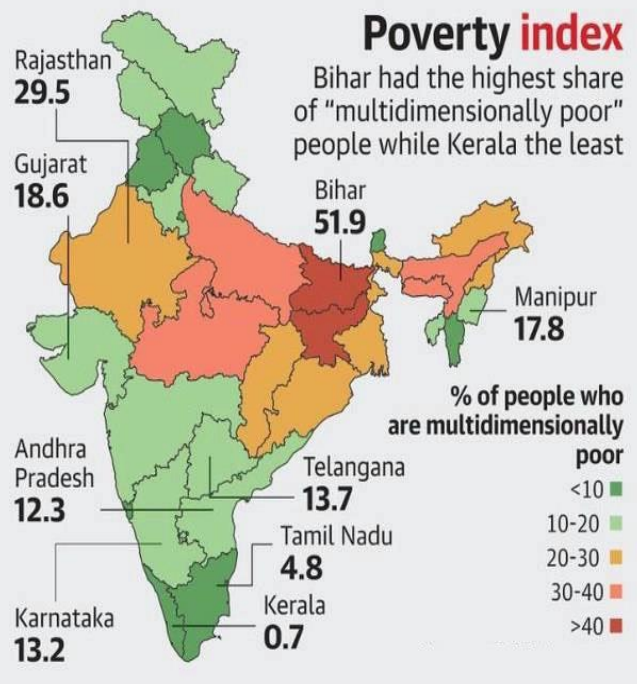 Poverty index
Bihar had the highest share
of “multidimensionally poor”
people while Kerala the least
Rajasthan
29.5
Gujarat
18.6
Bihar
51.9
Manipur
17.8
% of people who
are multidimensionally
poor
<10
10-20
20-30
30-40
>40
Andhra
Pradesh
12.3
Telangana
13.7
Tamil Nadu
4.8
Kerala
0.7
Karnataka
13.2